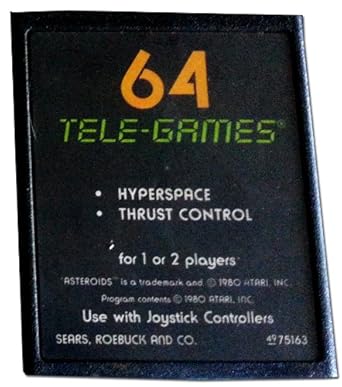 64
TELE-GAMES®
• HYPERSPACE
• THRUST CONTROL
for 1 or 2 players
"ASTEROIDS" is a trademark and © 1980 ATARI, INC.
Program contents © 1980 ATARI, INC.
Use with Joystick Controllers
SEARS, ROEBUCK AND CO. 49 75163